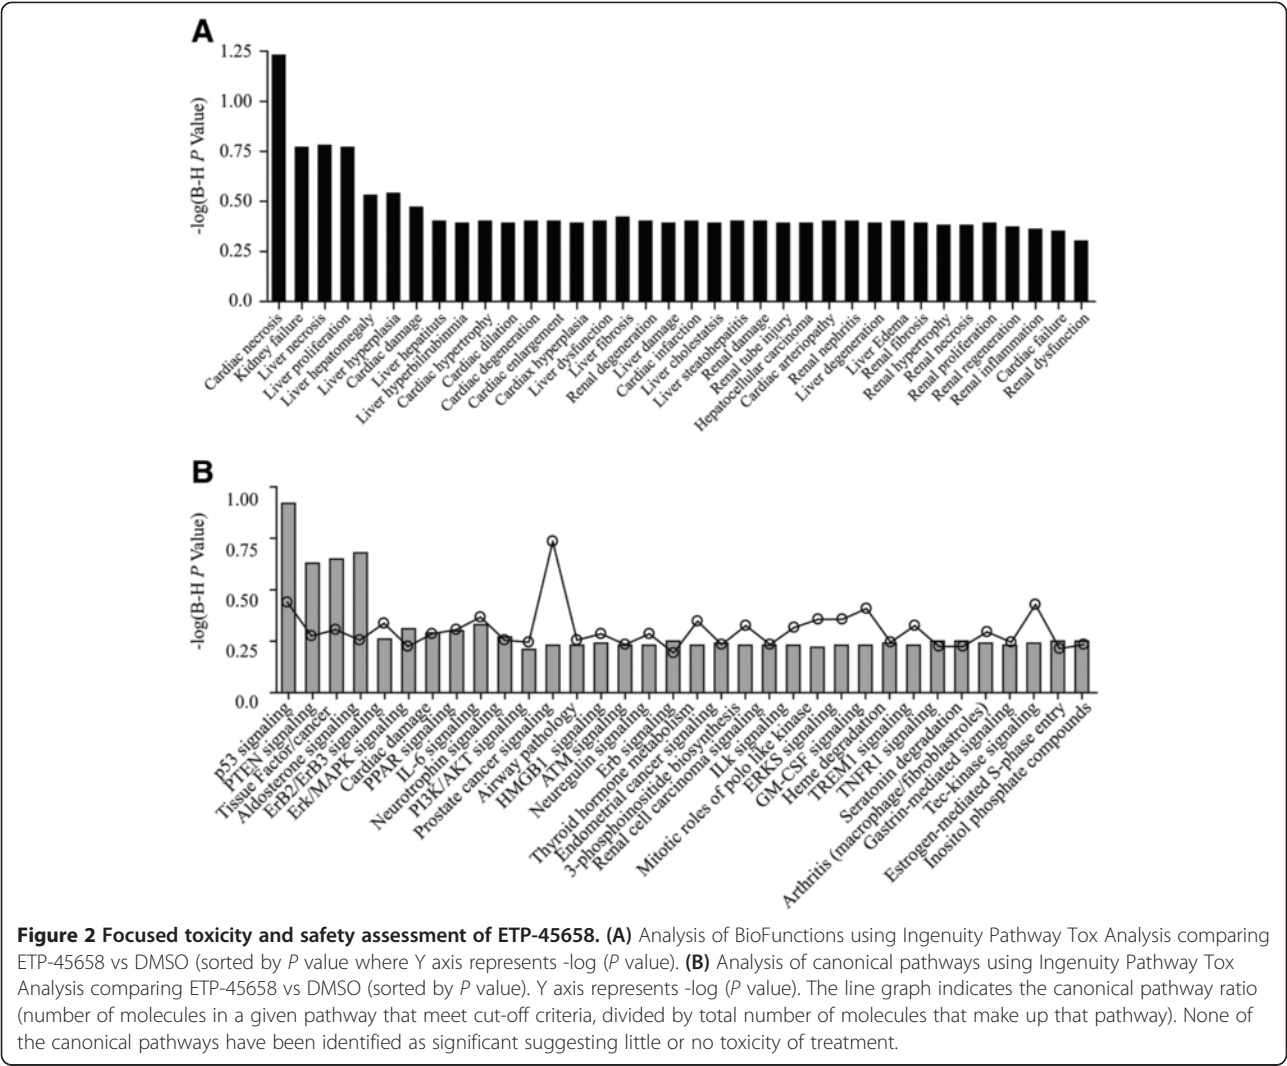 A
1.25
1.00
0.75
0.50
0.25
0.0
-log(B-H P Value)
Cardiac necrosis
Kidney failure
Liver necrosis
Liver proliferation
Liver hepatomegaly
Liver hyperplasia
Cardiac damage
Liver hepatituts
Liver hyperbilirubinmia
Cardiac hypertrophy
Cardiac dilation
Cardiac degeneration
Cardiac enlargement
Cardiax hyperplasia
Liver dysfunction
Liver fibrosis
Renal degeneration
Liver damage
Cardiac infarction
Liver cholestatsis
Liver steatohepatitis
Renal damage
Renal tube injury
Hepatocellular carcinoma
Cardiac arteriopathy
Renal nephritis
Liver degeneration
Liver Edema
Renal fibrosis
Renal hypertrophy
Renal necrosis
Renal proliferation
Renal regeneration
Renal inflammation
Cardiac failure
Renal dysfunction
B
1.00
0.75
0.50
0.25
0.0
-log(B-H P Value)
p53 signaling
PTEN signaling
Tissue Factor/cancer
Aldosterone signaling
ErB2/ErB3 signaling
Erk/MAPK signaling
Cardiac damage
PPAR signaling
IL-6 signaling
Neurotrophin signaling
PI3K/AKT signaling
Prostate cancer signaling
Airway pathology
HMGB1 signaling
ATM signaling
Neuregulin signaling
Erb signaling
Thyroid hormone metabolism
Endometrial cancer signaling
3-phosphoinositide biosynthesis
Renal cell carcinoma signaling
ILk signaling
Mitotic roles of polo like kinase
ERKS signaling
GM-CSF signaling
Heme degradation
TREM1 signaling
TNFR1 signaling
Seratonin degradation
Arthritis (macrophage/fibroblastroles)
Gastrin-mediated signaling
Tec-kinase signaling
Estrogen-mediated S-phase entry
Inositol phosphate compounds
Figure 2 Focused toxicity and safety assessment of ETP-45658. (A) Analysis of BioFunctions using Ingenuity Pathway Tox Analysis comparing
ETP-45658 vs DMSO (sorted by P value where Y axis represents -log (P value). (B) Analysis of canonical pathways using Ingenuity Pathway Tox
Analysis comparing ETP-45658 vs DMSO (sorted by P value). Y axis represents -log (P value). The line graph indicates the canonical pathway ratio
(number of molecules in a given pathway that meet cut-off criteria, divided by total number of molecules that make up that pathway). None of
the canonical pathways have been identified as significant suggesting little or no toxicity of treatment.